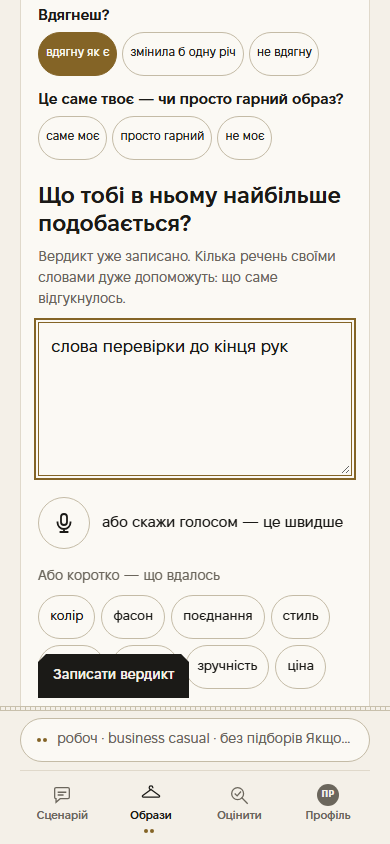 Вдягнеш?
вдягну як є
змінила б одну річ
не вдягну
Це саме твоє — чи просто гарний образ?
саме моє
просто гарний
не моє
Що тобі в ньому найбільше
подобається?
Вердикт уже записано. Кілька речень своїми
словами дуже допоможуть: що саме
відгукнулось.
слова перевірки до кінця рук
або скажи голосом — це швидше
Або коротко — що вдалось
колір
фасон
поєднання
стиль
зручність
ціна
Записати вердикт
робоч · business casual · без підборів Якщо...
Сценарій
Образи
Оцінити
ПР
Профіль